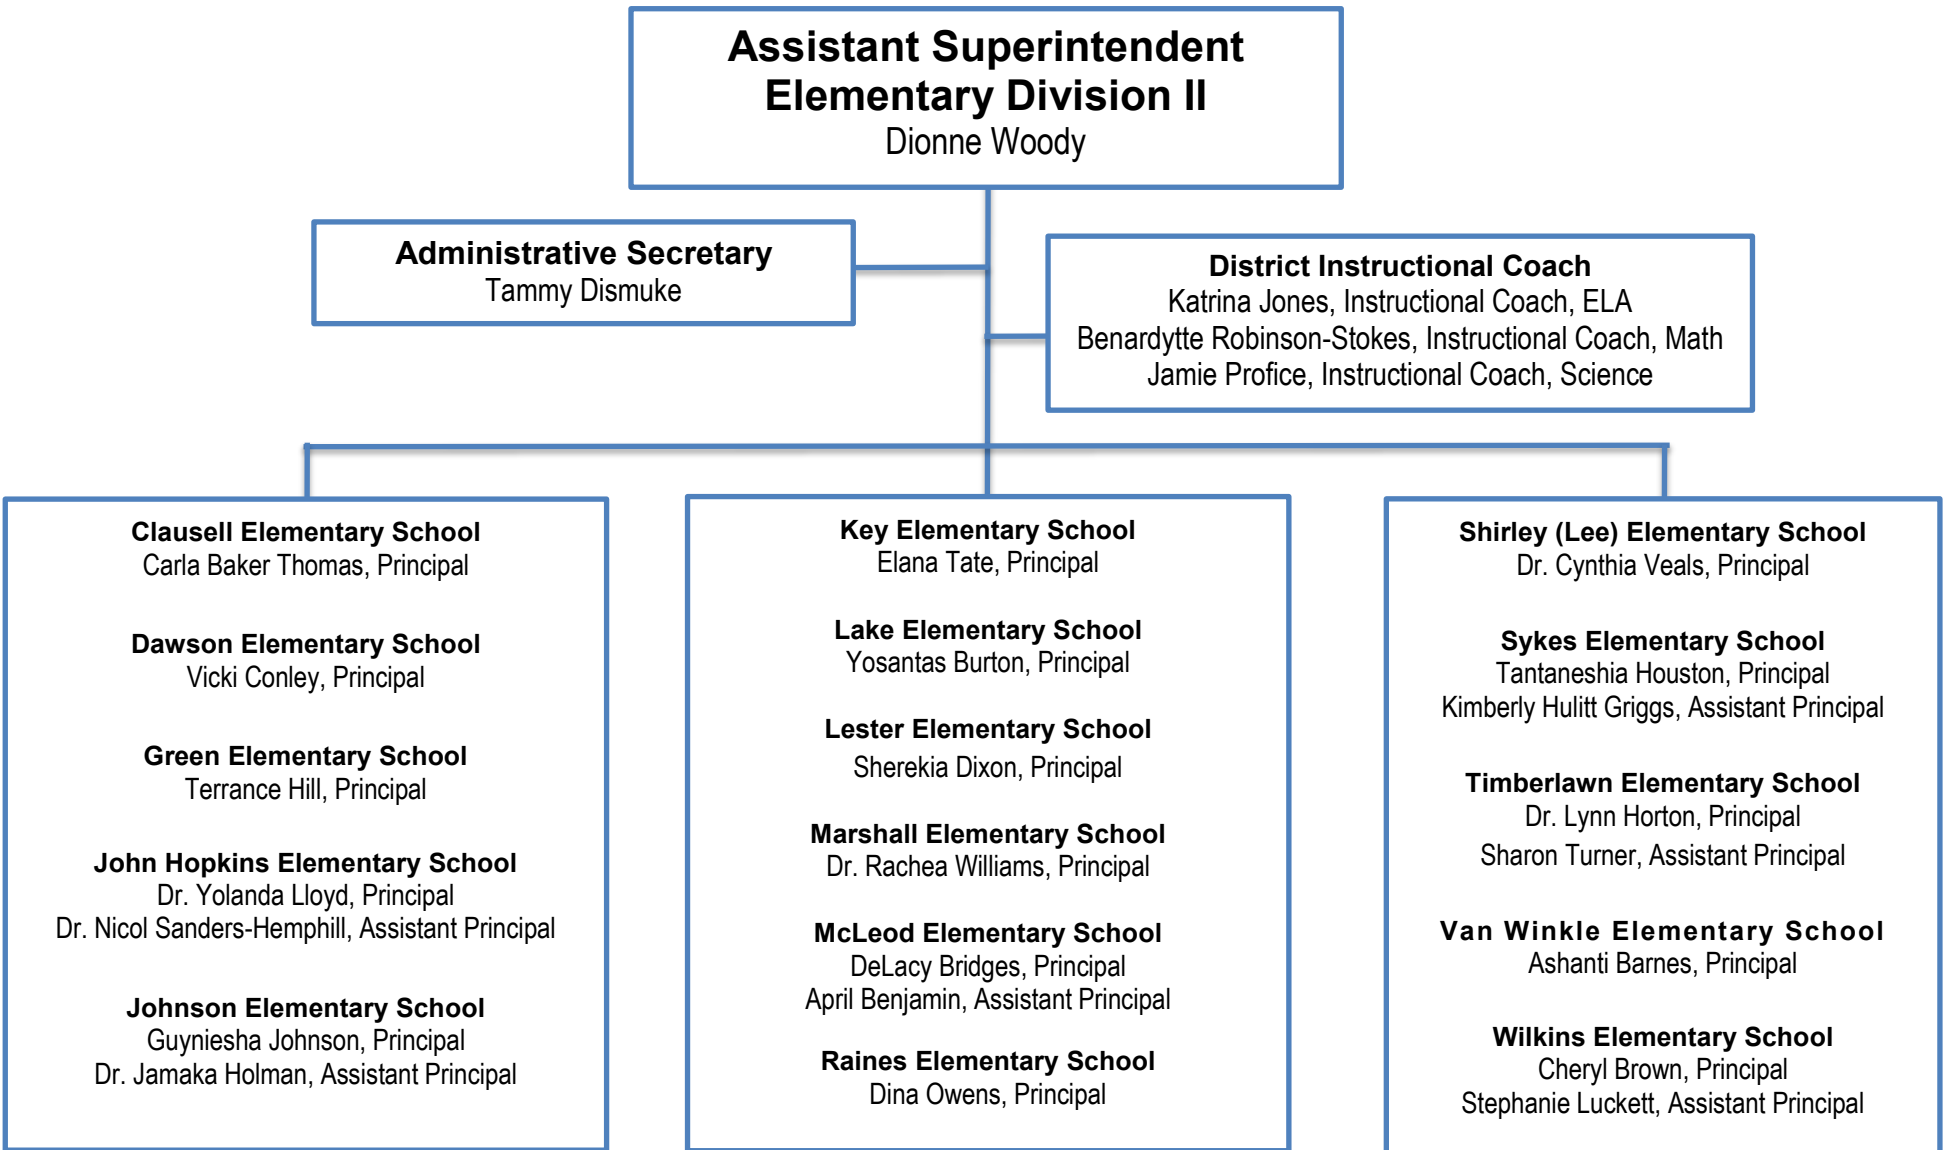 Assistant Superintendent
Elementary Division II
Dionne Woody
Administrative Secretary
Tammy Dismuke
District Instructional Coach
Katrina Jones, Instructional Coach, ELA
Benardytte Robinson-Stokes, Instructional Coach, Math
Jamie Profice, Instructional Coach, Science
Clausell Elementary School
Carla Baker Thomas, Principal
Dawson Elementary School
Vicki Conley, Principal
Green Elementary School
Terrance Hill, Principal
John Hopkins Elementary School
Dr. Yolanda Lloyd, Principal
Dr. Nicol Sanders-Hemphill, Assistant Principal
Johnson Elementary School
Guyniesha Johnson, Principal
Dr. Jamaka Holman, Assistant Principal
Key Elementary School
Elana Tate, Principal
Lake Elementary School
Yosantas Burton, Principal
Lester Elementary School
Sherekia Dixon, Principal
Marshall Elementary School
Dr. Rachea Williams, Principal
McLeod Elementary School
DeLacy Bridges, Principal
April Benjamin, Assistant Principal
Raines Elementary School
Dina Owens, Principal
Shirley (Lee) Elementary School
Dr. Cynthia Veals, Principal
Sykes Elementary School
Tantaneshia Houston, Principal
Kimberly Hulitt Griggs, Assistant Principal
Timberlawn Elementary School
Dr. Lynn Horton, Principal
Sharon Turner, Assistant Principal
Van Winkle Elementary School
Ashanti Barnes, Principal
Wilkins Elementary School
Cheryl Brown, Principal
Stephanie Luckett, Assistant Principal